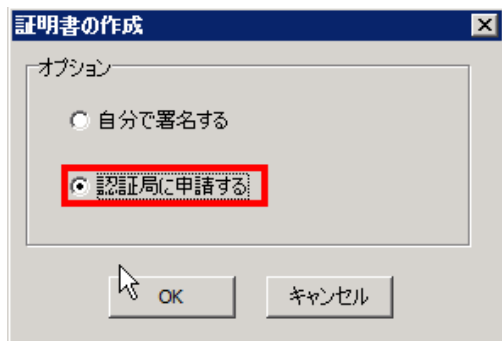 証明書の作成
オプション
自分で署名する
認証局に申請する
OK
キャンセル